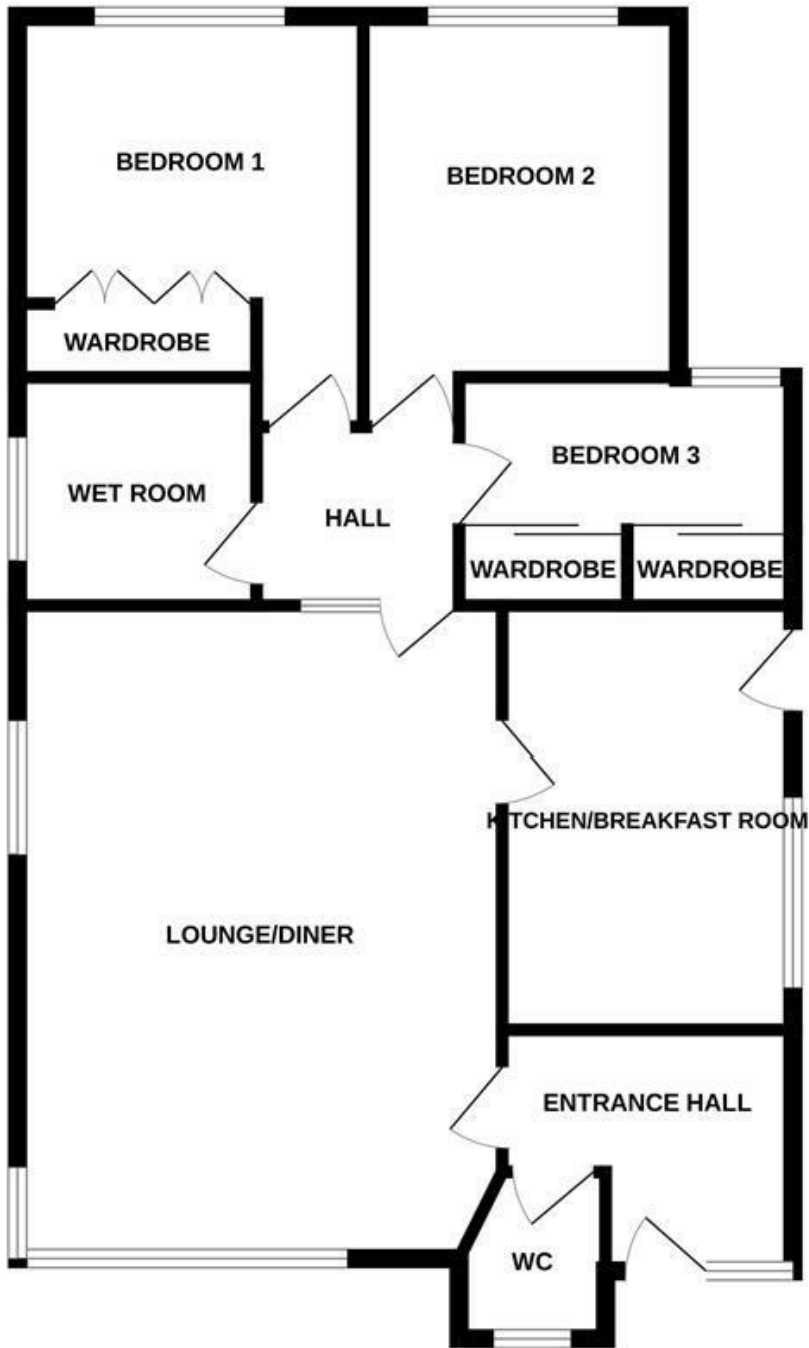 BEDROOM 1
BEDROOM 2
WARDROBE
BEDROOM 3
WET ROOM
HALL
WARDROBE
WARDROBE
KITCHEN/BREAKFAST ROOM
LOUNGE/DINER
ENTRANCE HALL
WC